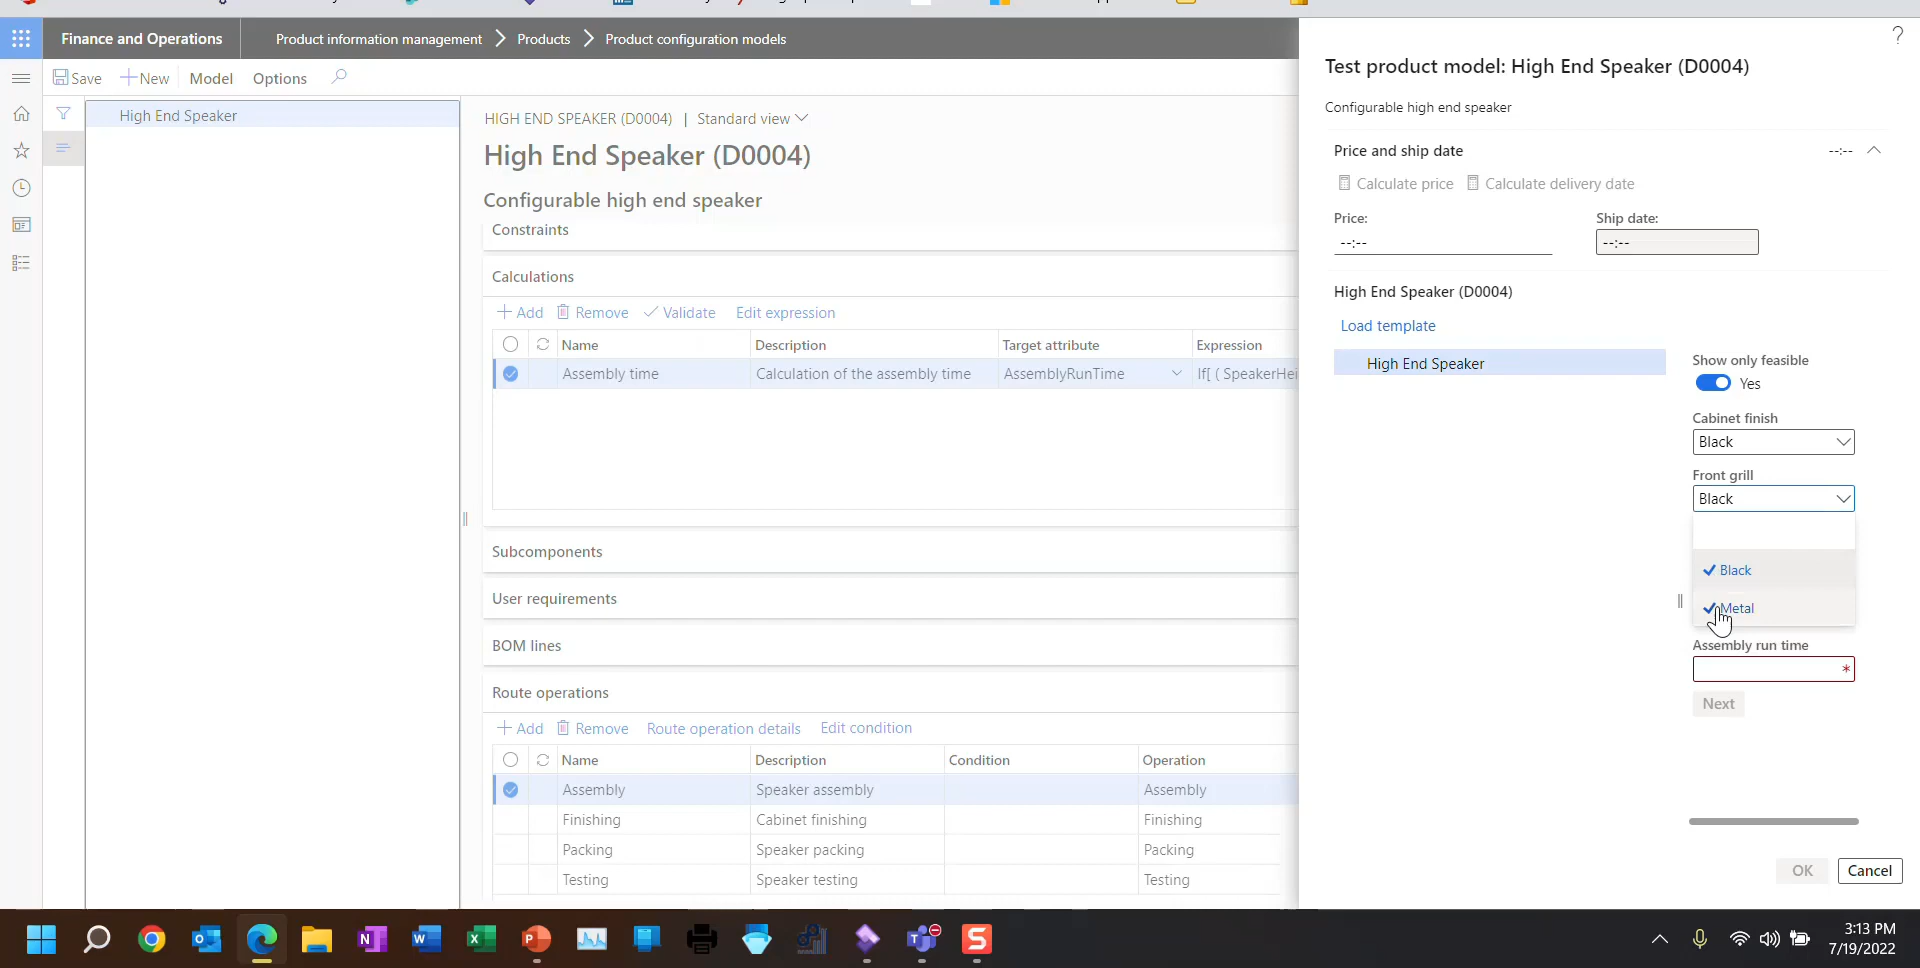 Finance and Operations
Product information management
Products
Product configuration models
?
Save
New
Model
Options
High End Speaker
HIGH END SPEAKER (D0004) | Standard view
High End Speaker (D0004)
Configurable high end speaker
Constraints
Calculations
Add
Remove
Validate
Edit expression
Name
Description
Target attribute
Expression
Assembly time
Calculation of the assembly time
AssemblyRunTime
If[ ( SpeakerHei
Subcomponents
User requirements
BOM lines
Route operations
Add
Remove
Route operation details
Edit condition
Name
Description
Condition
Operation
Assembly
Speaker assembly
Assembly
Finishing
Cabinet finishing
Finishing
Packing
Speaker packing
Packing
Testing
Speaker testing
Testing
Test product model: High End Speaker (D0004)
Configurable high end speaker
Price and ship date
--:--
Calculate price
Calculate delivery date
Price:
Ship date:
--:--
--:--
High End Speaker (D0004)
Load template
High End Speaker
Show only feasible
Yes
Cabinet finish
Black
Front grill
Black
Black
Metal
Assembly run time
*
Next
OK
Cancel
3:13 PM
7/19/2022